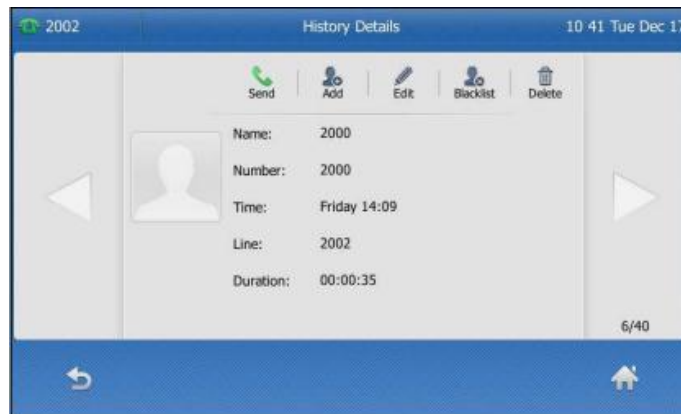 2002 History Details 10 41 Tue Dec 17
Send Add Edit Blacklist Delete
Name: 2000
Number: 2000
Time: Friday 14:09
Line: 2002
Duration: 00:00:35
6/40